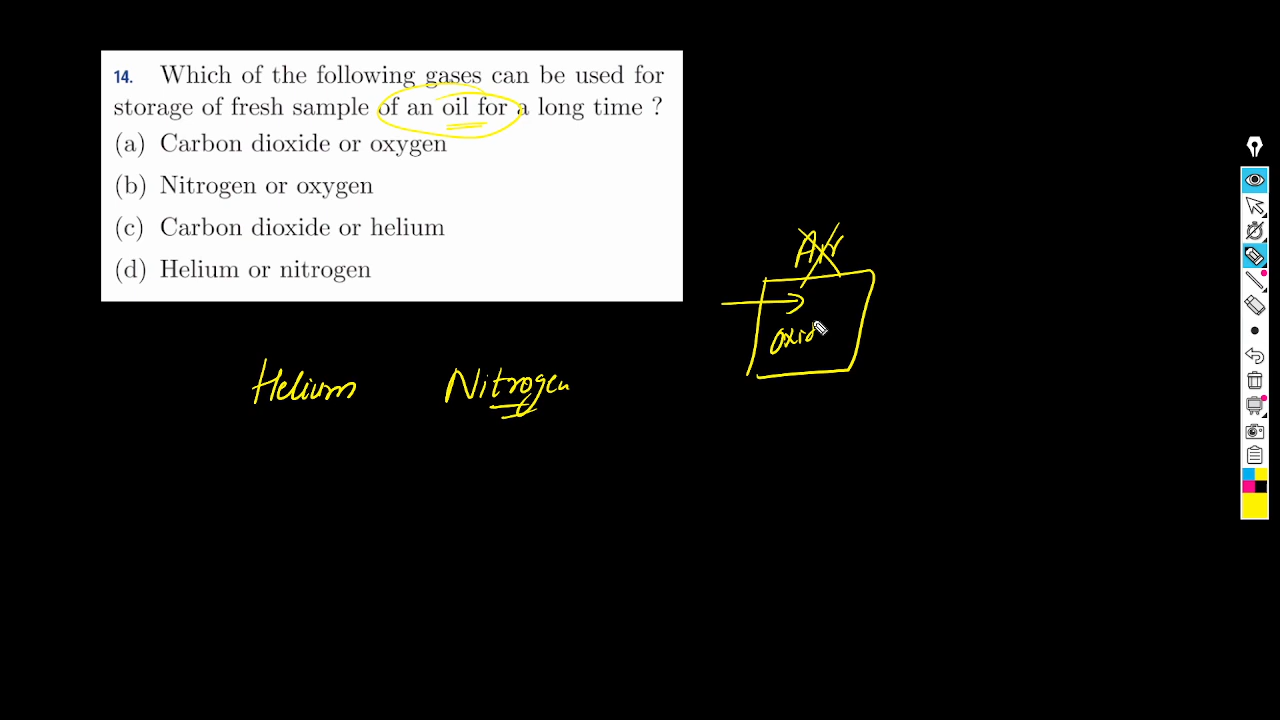 14. Which of the following gases can be used for
storage of fresh sample of an oil for a long time ?
(a) Carbon dioxide or oxygen
(b) Nitrogen or oxygen
(c) Carbon dioxide or helium
(d) Helium or nitrogen
Air
oxid
Helium Nitrogen